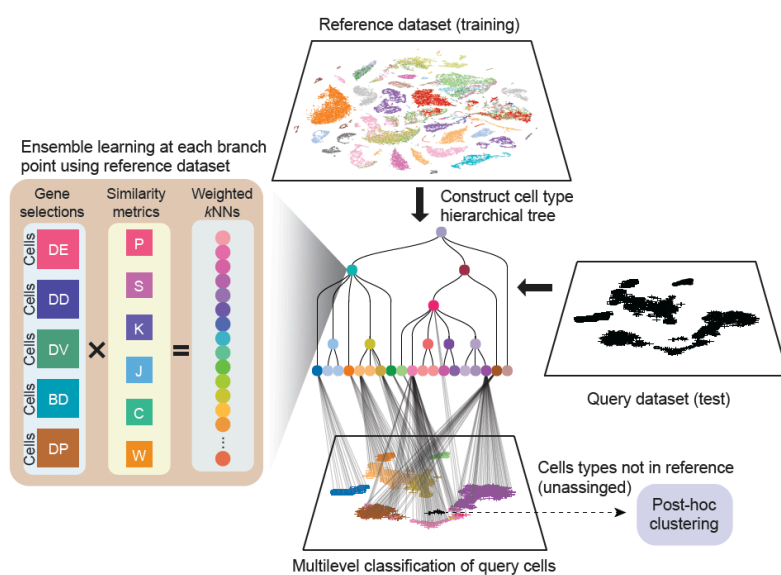 Reference dataset (training)
Ensemble learning at each branch
point using reference dataset
Gene
selections
Similarity
metrics
Weighted
kNNs
Cells
DE
Cells
DD
Cells
DV
Cells
BD
Cells
DP
×
P
S
K
J
C
W
=
...
Construct cell type
hierarchical tree
Query dataset (test)
Cells types not in reference
(unassinged)
Post-hoc
clustering
Multilevel classification of query cells